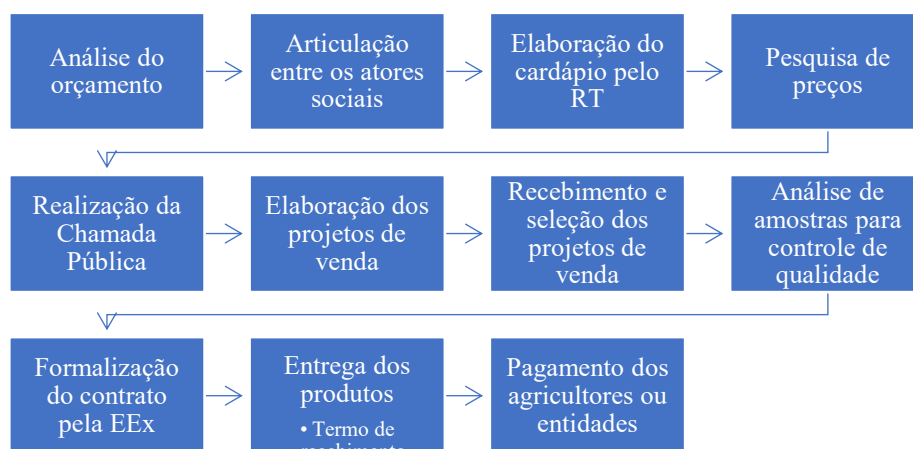 Análise do
orçamento
Articulação
entre os atores
sociais
Elaboração do
cardápio pelo
RT
Pesquisa de
preços
Realização da
Chamada
Pública
Elaboração dos
projetos de
venda
Recebimento e
seleção dos
projetos de
venda
Análise de
amostras para
controle de
qualidade
Formalização
do contrato
pela EEx
Entrega dos
produtos
• Termo de
Pagamento dos
agricultores ou
entidades